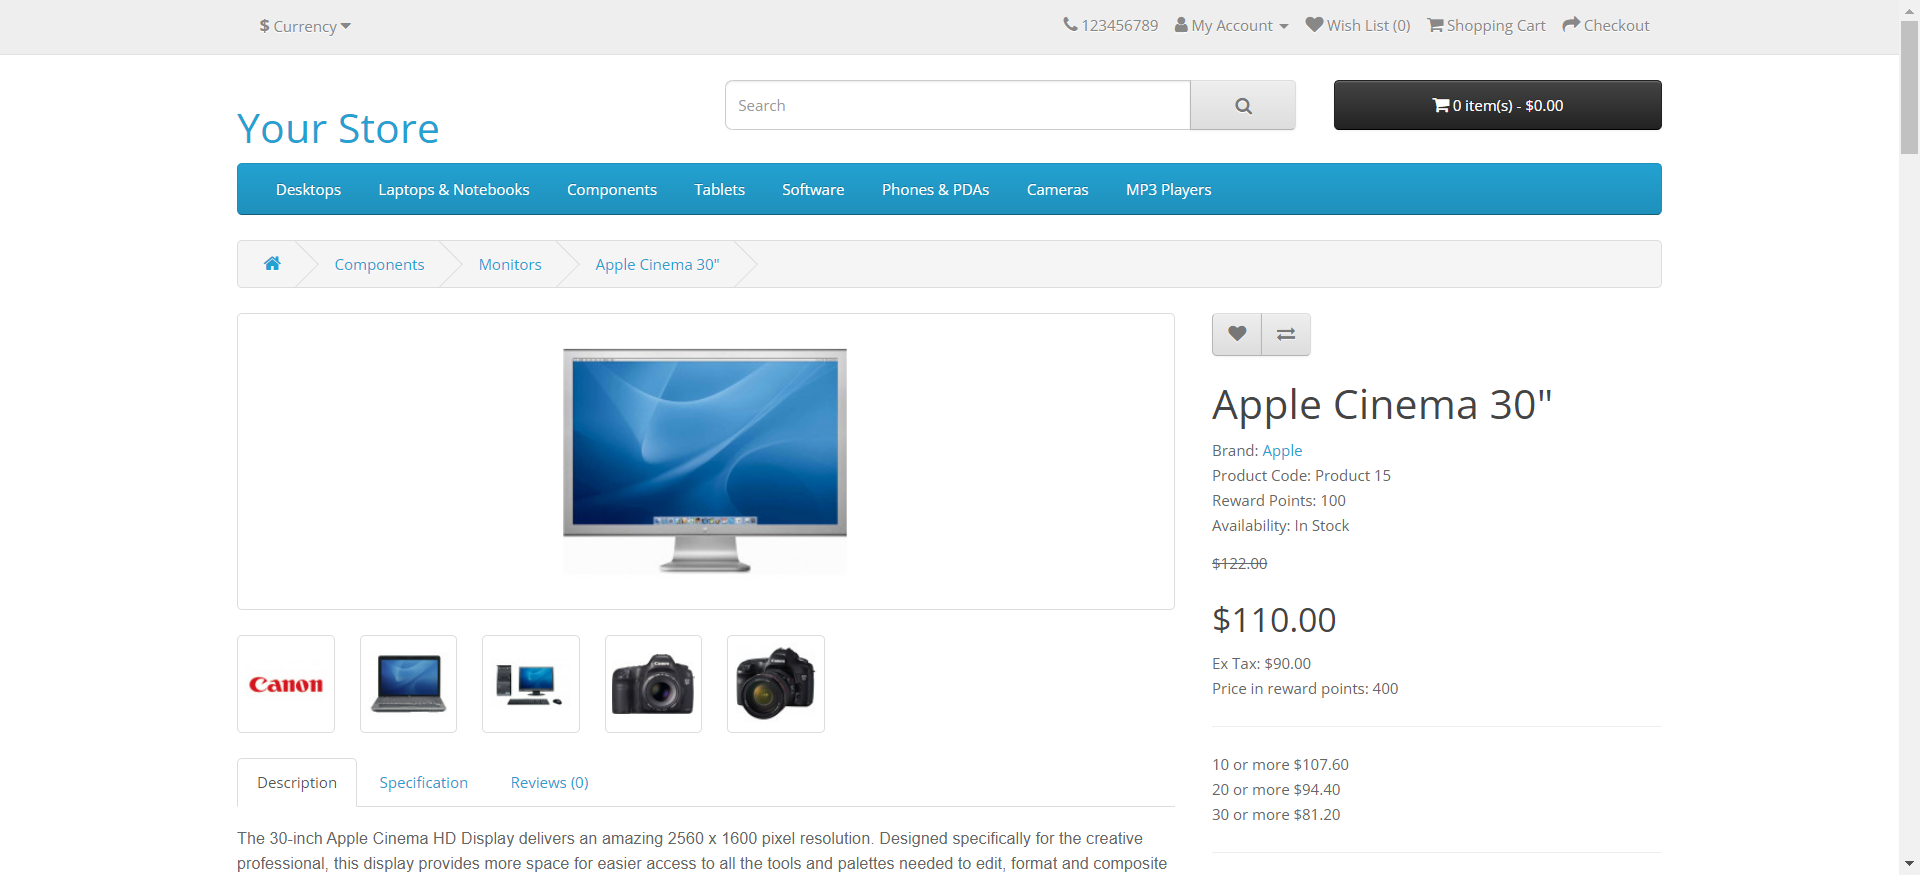 $ Currency
123456789 My Account Wish List (0) Shopping Cart Checkout
Your Store
Search
0 item(s) - $0.00
Desktops Laptops & Notebooks Components Tablets Software Phones & PDAs Cameras MP3 Players
Components Monitors Apple Cinema 30"
Apple Cinema 30"
Brand: Apple
Product Code: Product 15
Reward Points: 100
Availability: In Stock
$122.00
$110.00
Ex Tax: $90.00
Price in reward points: 400
10 or more $107.60
20 or more $94.40
30 or more $81.20
Canon
Canon
Canon
Description Specification Reviews (0)
The 30-inch Apple Cinema HD Display delivers an amazing 2560 x 1600 pixel resolution. Designed specifically for the creative
professional, this display provides more space for easier access to all the tools and palettes needed to edit, format and composite